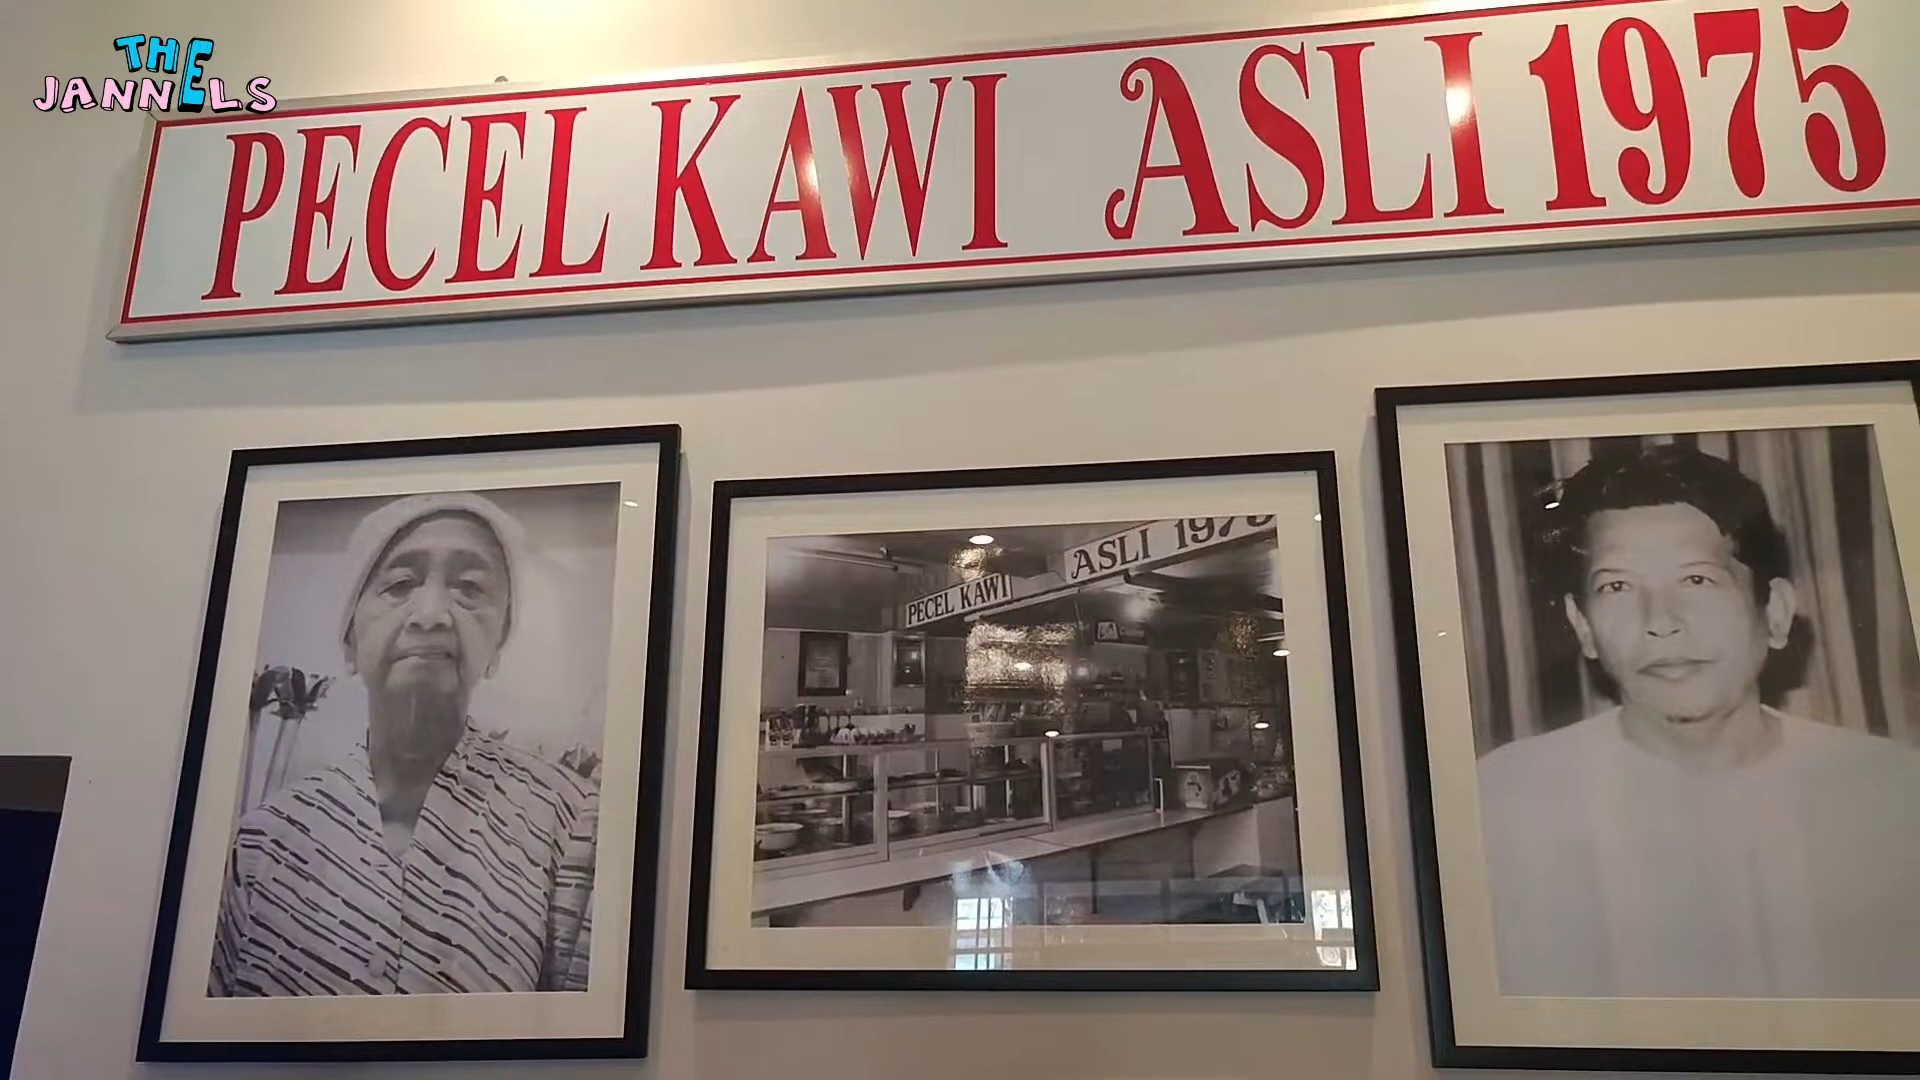 THE
JANNELS
PECEL KAWI ASLI 1975
PECEL KAWI
ASLI 1975